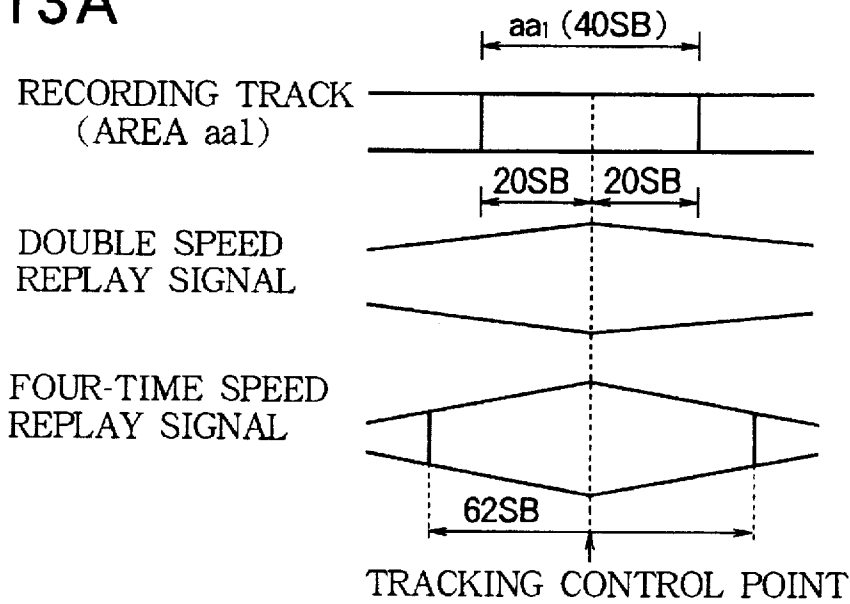 13A
aa1 (40SB)
RECORDING TRACK
(AREA aa1)
20SB 20SB
DOUBLE SPEED
REPLAY SIGNAL
FOUR-TIME SPEED
REPLAY SIGNAL
62SB
TRACKING CONTROL POINT